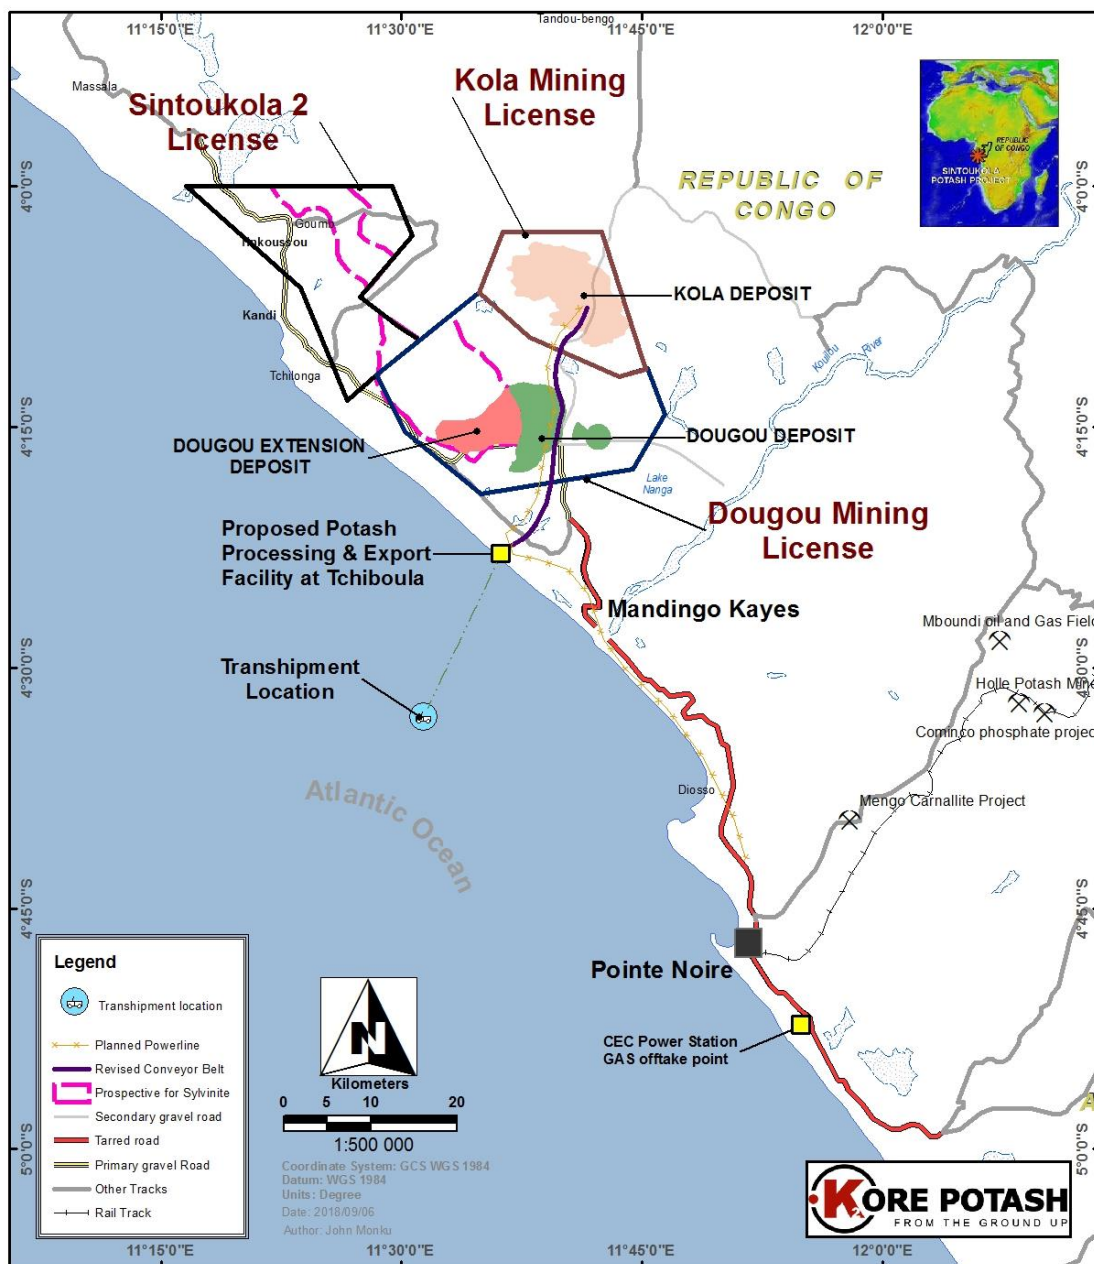 11°15'0"E
11°30'0"E
Tandou-bengo
11°45'0"E
12°0'0"E
Massala
Sintoukola 2
License
Kola Mining
License
REPUBLIC OF
CONGO
REPUBLIC
OF CONGO
SINTOUKOLA
POTASH PROJECT
4°0'0"S
4°0'0"S
Goumb
Kandi
Tchilonga
KOLA DEPOSIT
Kouilou
River
4°15'0"S
4°15'0"S
DOUGOU EXTENSION
DEPOSIT
DOUGOU DEPOSIT
Lake
Nanga
Dougou Mining
License
Proposed Potash
Processing & Export
Facility at Tchiboula
Mandingo Kayes
Mboundi oil and Gas Field
4°30'0"S
4°30'0"S
Transhipment
Location
Holle Potash Mine
Cominco phosphate project
Diosso
Mengo Carnallite Project
Atlantic Ocean
4°45'0"S
4°45'0"S
Pointe Noire
CEC Power Station
GAS offtake point
Legend
Transhipment location
Planned Powerline
Revised Conveyor Belt
Prospective for Sylvinite
Secondary gravel road
Tarred road
Primary gravel Road
Other Tracks
Rail Track
N
Kilometers
0 5 10 20
1:500 000
Coordinate System: GCS WGS 1984
Datum: WGS 1984
Units: Degree
Date: 2018/09/06
Author: John Monku
A
5°0'0"S
5°0'0"S
K2ORE POTASH
FROM THE GROUND UP
11°15'0"E
11°30'0"E
11°45'0"E
12°0'0"E